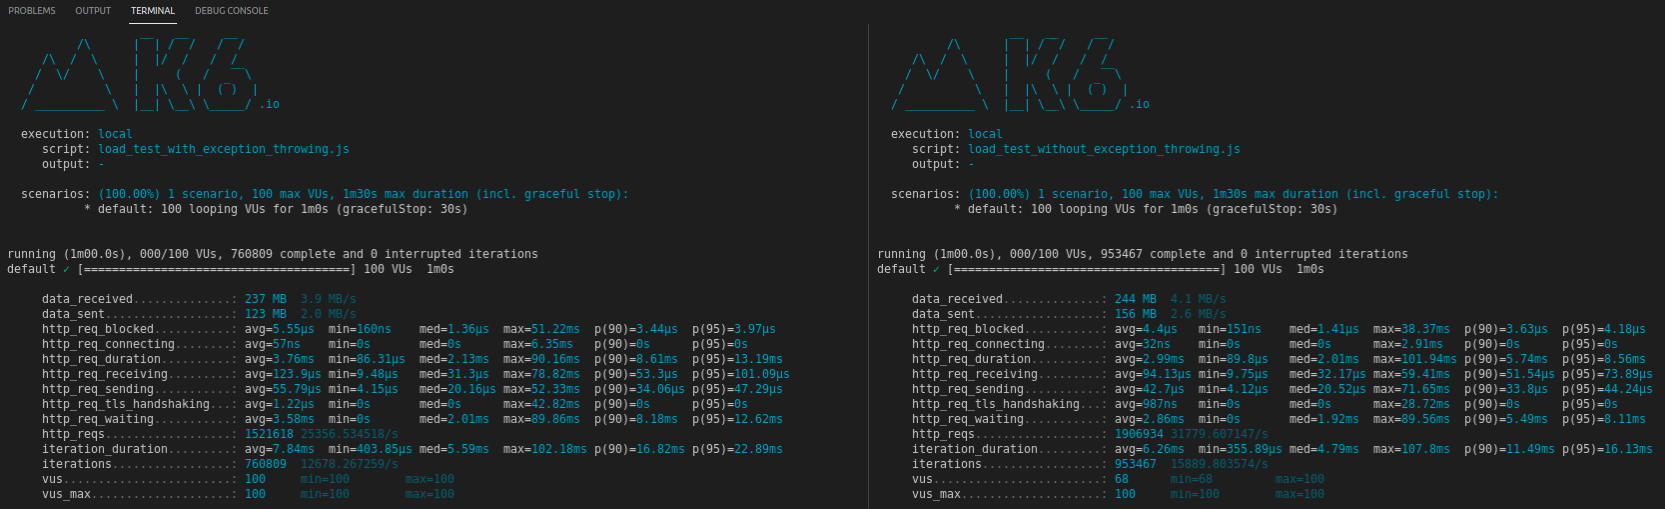 PROBLEMS OUTPUT TERMINAL DEBUG CONSOLE
.io
execution: local
script: load_test_with_exception_throwing.js
output: -
scenarios: (100.00%) 1 scenario, 100 max VUs, 1m30s max duration (incl. graceful stop):
* default: 100 looping VUs for 1m0s (gracefulStop: 30s)
running (1m00.0s), 000/100 VUs, 760809 complete and 0 interrupted iterations
default ✓ [======================================] 100 VUs 1m0s
data_received..............: 237 MB 3.9 MB/s
data_sent..................: 123 MB 2.0 MB/s
http_req_blocked...........: avg=5.55µs min=160ns med=1.36µs max=51.22ms p(90)=3.44µs p(95)=3.97µs
http_req_connecting........: avg=57ns min=0s med=0s max=6.35ms p(90)=0s p(95)=0s
http_req_duration..........: avg=3.76ms min=86.31µs med=2.13ms max=90.16ms p(90)=8.61ms p(95)=13.19ms
http_req_receiving.........: avg=123.9µs min=9.48µs med=31.3µs max=78.82ms p(90)=53.3µs p(95)=101.09µs
http_req_sending...........: avg=55.79µs min=4.15µs med=20.16µs max=52.33ms p(90)=34.06µs p(95)=47.29µs
http_req_tls_handshaking...: avg=1.22µs min=0s med=0s max=42.82ms p(90)=0s p(95)=0s
http_req_waiting...........: avg=3.58ms min=0s med=2.01ms max=89.86ms p(90)=8.18ms p(95)=12.62ms
http_reqs..................: 1521618 25356.534518/s
iteration_duration.........: avg=7.84ms min=403.85µs med=5.59ms max=102.18ms p(90)=16.82ms p(95)=22.89ms
iterations.................: 760809 12678.267259/s
vus........................: 100 min=100 max=100
vus_max....................: 100 min=100 max=100
.io
execution: local
script: load_test_without_exception_throwing.js
output: -
scenarios: (100.00%) 1 scenario, 100 max VUs, 1m30s max duration (incl. graceful stop):
* default: 100 looping VUs for 1m0s (gracefulStop: 30s)
running (1m00.0s), 000/100 VUs, 953467 complete and 0 interrupted iterations
default ✓ [======================================] 100 VUs 1m0s
data_received..............: 244 MB 4.1 MB/s
data_sent..................: 156 MB 2.6 MB/s
http_req_blocked...........: avg=4.4µs min=151ns med=1.41µs max=38.37ms p(90)=3.63µs p(95)=4.18µs
http_req_connecting........: avg=32ns min=0s med=0s max=2.91ms p(90)=0s p(95)=0s
http_req_duration..........: avg=2.99ms min=89.8µs med=2.01ms max=101.94ms p(90)=5.74ms p(95)=8.56ms
http_req_receiving.........: avg=94.13µs min=9.75µs med=32.17µs max=59.41ms p(90)=51.54µs p(95)=73.89µs
http_req_sending...........: avg=42.7µs min=4.12µs med=20.52µs max=71.65ms p(90)=33.8µs p(95)=44.24µs
http_req_tls_handshaking...: avg=987ns min=0s med=0s max=28.72ms p(90)=0s p(95)=0s
http_req_waiting...........: avg=2.86ms min=0s med=1.92ms max=89.56ms p(90)=5.49ms p(95)=8.11ms
http_reqs..................: 1906934 31779.607147/s
iteration_duration.........: avg=6.26ms min=355.89µs med=4.79ms max=107.8ms p(90)=11.49ms p(95)=16.13ms
iterations.................: 953467 15889.803574/s
vus........................: 68 min=68 max=100
vus_max....................: 100 min=100 max=100